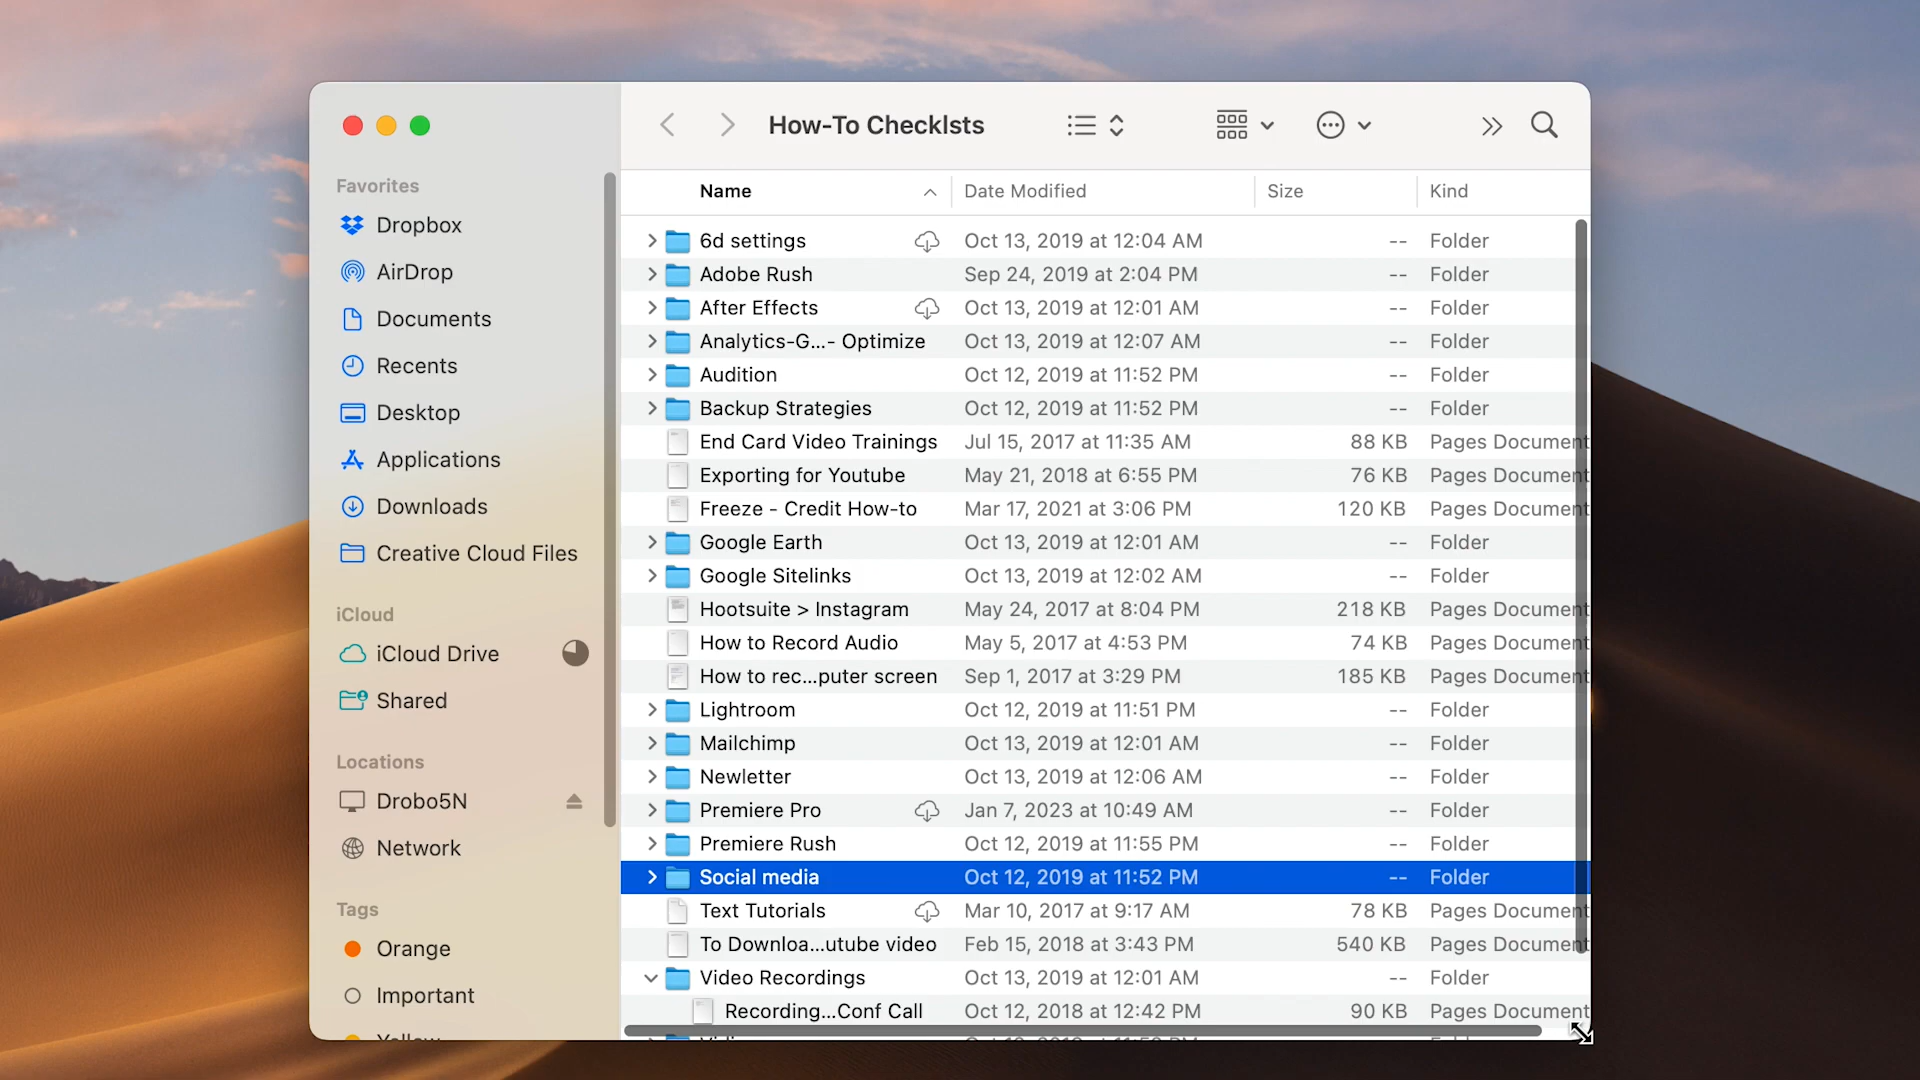 How-To Checklsts
Favorites
Dropbox
AirDrop
Documents
Recents
Desktop
Applications
Downloads
Creative Cloud Files
iCloud
iCloud Drive
Shared
Locations
Drobo5N
Network
Tags
Orange
Important
Yellow
Name Date Modified Size Kind
6d settings Oct 13, 2019 at 12:04 AM -- Folder
Adobe Rush Sep 24, 2019 at 2:04 PM -- Folder
After Effects Oct 13, 2019 at 12:01 AM -- Folder
Analytics-G...- Optimize Oct 13, 2019 at 12:07 AM -- Folder
Audition Oct 12, 2019 at 11:52 PM -- Folder
Backup Strategies Oct 12, 2019 at 11:52 PM -- Folder
End Card Video Trainings Jul 15, 2017 at 11:35 AM 88 KB Pages Document
Exporting for Youtube May 21, 2018 at 6:55 PM 76 KB Pages Document
Freeze - Credit How-to Mar 17, 2021 at 3:06 PM 120 KB Pages Document
Google Earth Oct 13, 2019 at 12:01 AM -- Folder
Google Sitelinks Oct 13, 2019 at 12:02 AM -- Folder
Hootsuite > Instagram May 24, 2017 at 8:04 PM 218 KB Pages Document
How to Record Audio May 5, 2017 at 4:53 PM 74 KB Pages Document
How to rec...puter screen Sep 1, 2017 at 3:29 PM 185 KB Pages Document
Lightroom Oct 12, 2019 at 11:51 PM -- Folder
Mailchimp Oct 13, 2019 at 12:01 AM -- Folder
Newletter Oct 13, 2019 at 12:06 AM -- Folder
Premiere Pro Jan 7, 2023 at 10:49 AM -- Folder
Premiere Rush Oct 12, 2019 at 11:55 PM -- Folder
Social media Oct 12, 2019 at 11:52 PM -- Folder
Text Tutorials Mar 10, 2017 at 9:17 AM 78 KB Pages Document
To Downloa...utube video Feb 15, 2018 at 3:43 PM 540 KB Pages Document
Video Recordings Oct 13, 2019 at 12:01 AM -- Folder
Recording...Conf Call Oct 12, 2018 at 12:42 PM 90 KB Pages Document